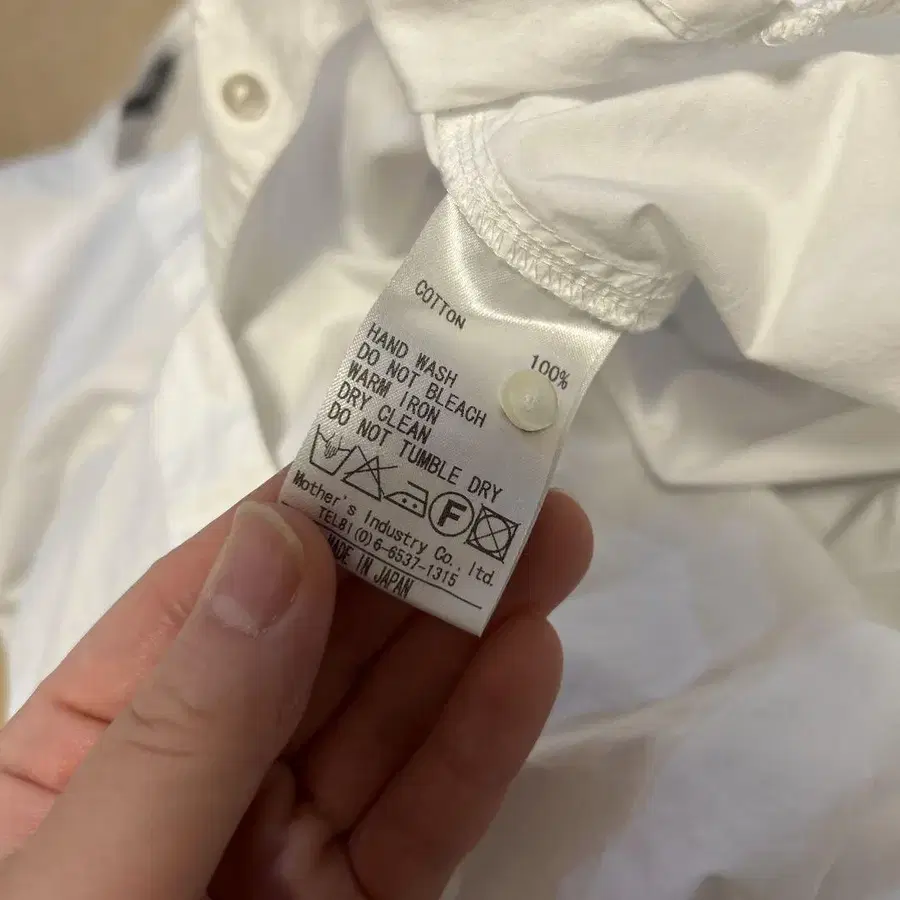 COTTON 100%
HAND WASH
DO NOT BLEACH
WARM IRON
DRY CLEAN
DO NOT TUMBLE DRY
F
Mother's Industry Co., ltd.
TEL81(0)6-6537-1315
MADE IN JAPAN